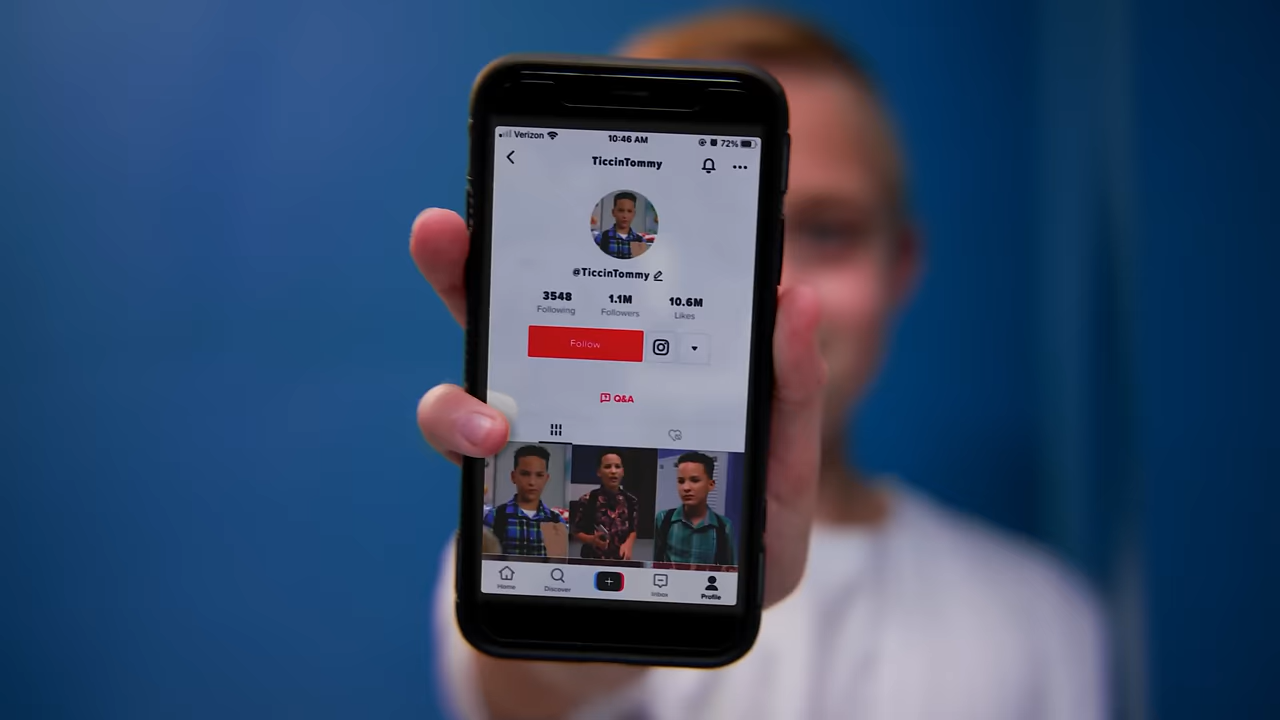 Verizon 10:46 AM 72%
TiccinTommy
@TiccinTommy
3548 1.1M 10.6M
Following Followers Likes
Follow
Q&A
Home Discover Inbox Profile